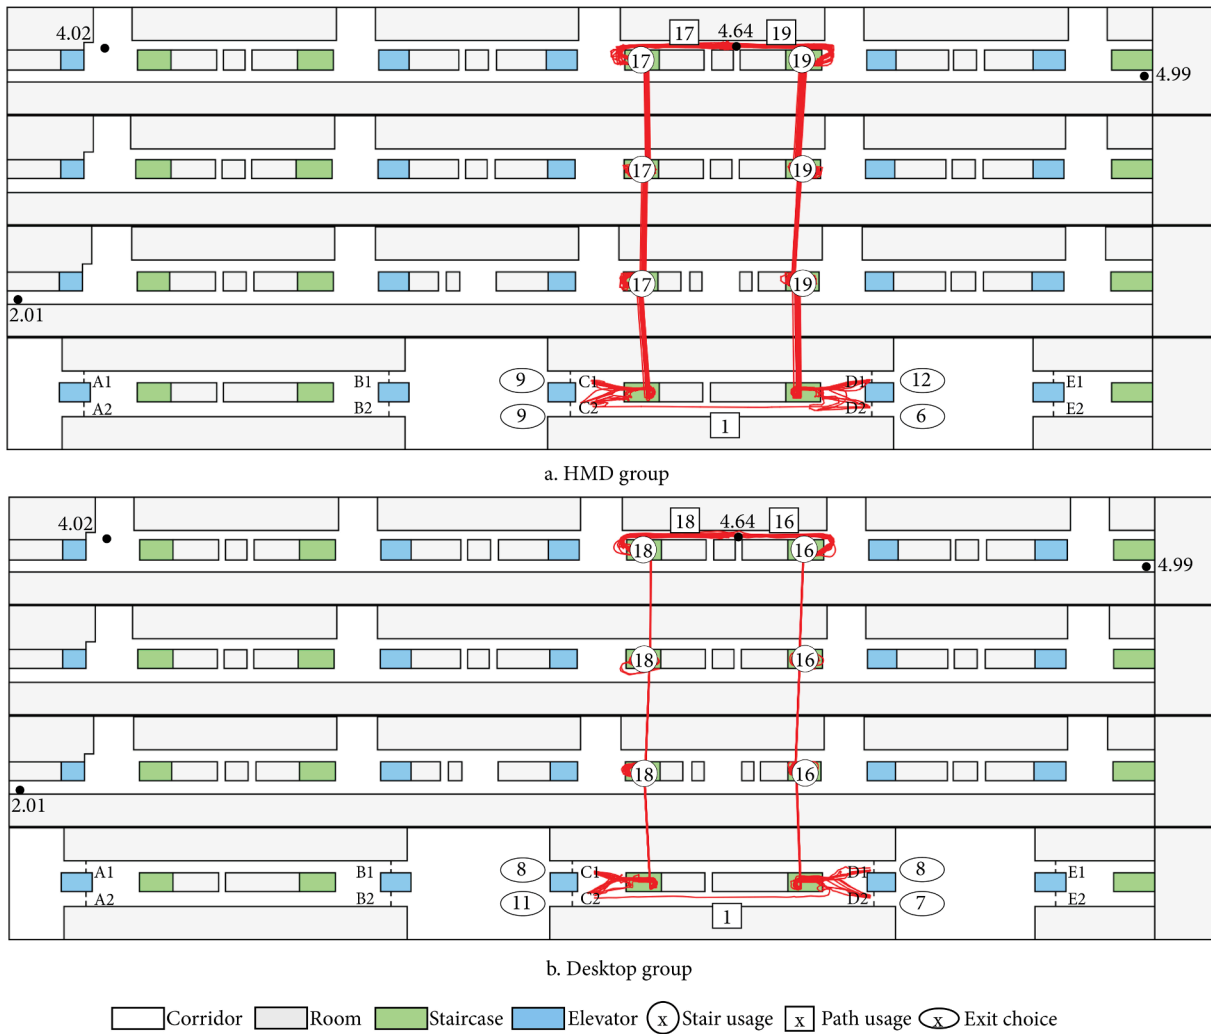 4.02 17 4.64 19
17 19
4.99
17 19
17 19
2.01
A1 B1 9 C1 D1 12 E1
A2 B2 9 C2 D2 6 E2
1
a. HMD group
4.02 18 4.64 16
18 16
4.99
18 16
18 16
2.01
A1 B1 8 C1 D1 8 E1
A2 B2 11 C2 D2 7 E2
1
b. Desktop group
Corridor Room Staircase Elevator x Stair usage x Path usage x Exit choice